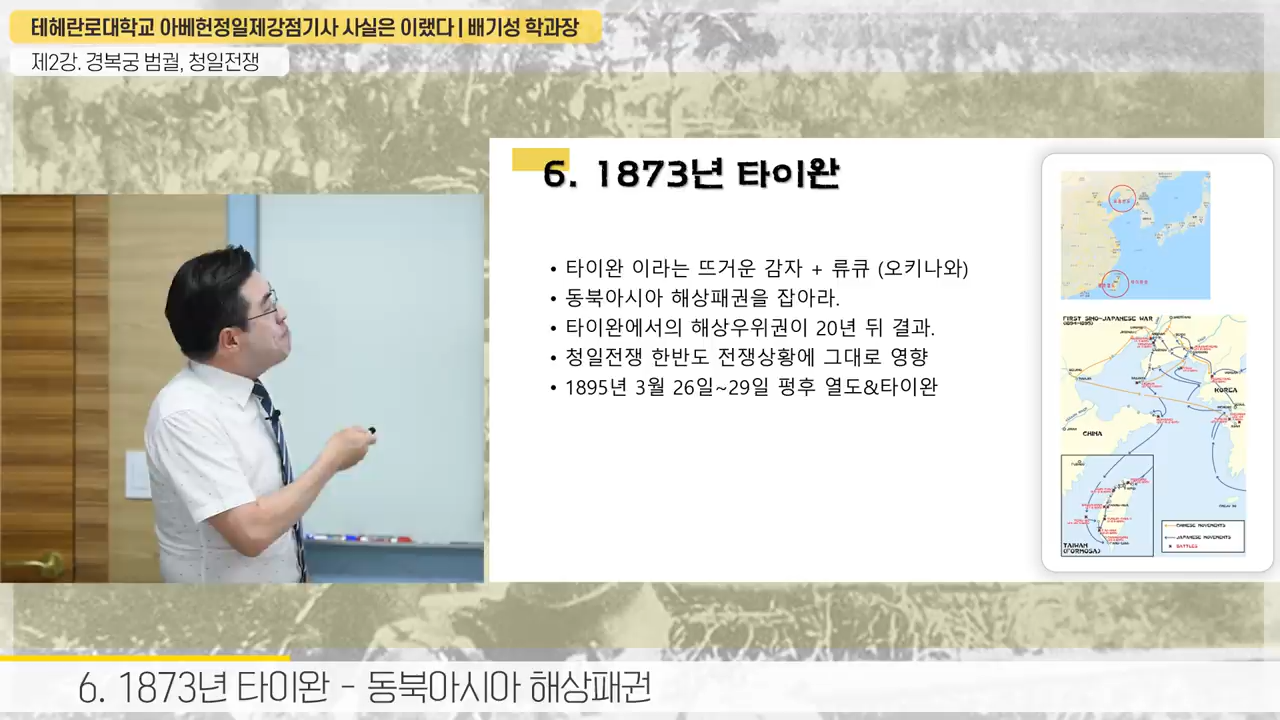 테헤란로대학교 아베헌정일제강점기사 사실은 이랬다 | 배기성 학과장
제2강. 경복궁 범궐, 청일전쟁
6. 1873년 타이완
• 타이완 이라는 뜨거운 감자 + 류큐 (오키나와)
• 동북아시아 해상패권을 잡아라.
• 타이완에서의 해상우위권이 20년 뒤 결과.
• 청일전쟁 한반도 전쟁상황에 그대로 영향
• 1895년 3월 26일~29일 펑후 열도&타이완
FIRST SINO-JAPANESE WAR
(1894-1895)
KOREA
CHINA
TAIWAN
(FORMOSA)
CHINESE MOVEMENTS
JAPANESE MOVEMENTS
BATTLES
6. 1873년 타이완 - 동북아시아 해상패권